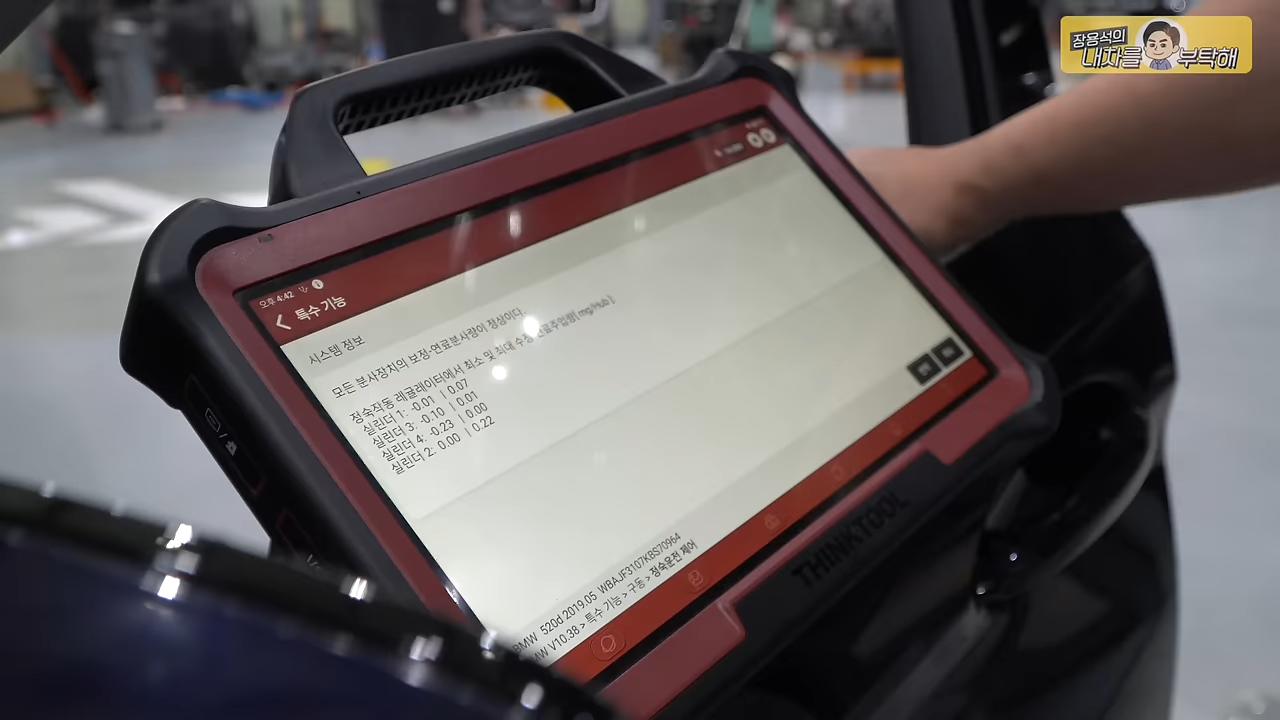 장용석의
내차를 부탁해
오후 4:42
특수 기능
시스템 정보
모든 분사장치의 보정-연료분사량이 정상이다.
정숙작동 레귤레이터에서 최소 및 최대 수정 연료주입량[ mg/Hub ]:
실린더 1: -0.01 | 0.07
실린더 3: -0.10 | 0.01
실린더 4: -0.23 | 0.00
실린더 2: 0.00 | 0.22
BMW 520d 2019.05 WBAJF3107KBS70964
BMW V10.38 > 특수 기능 > 구동 > 정숙운전 제어
THINKTOOL